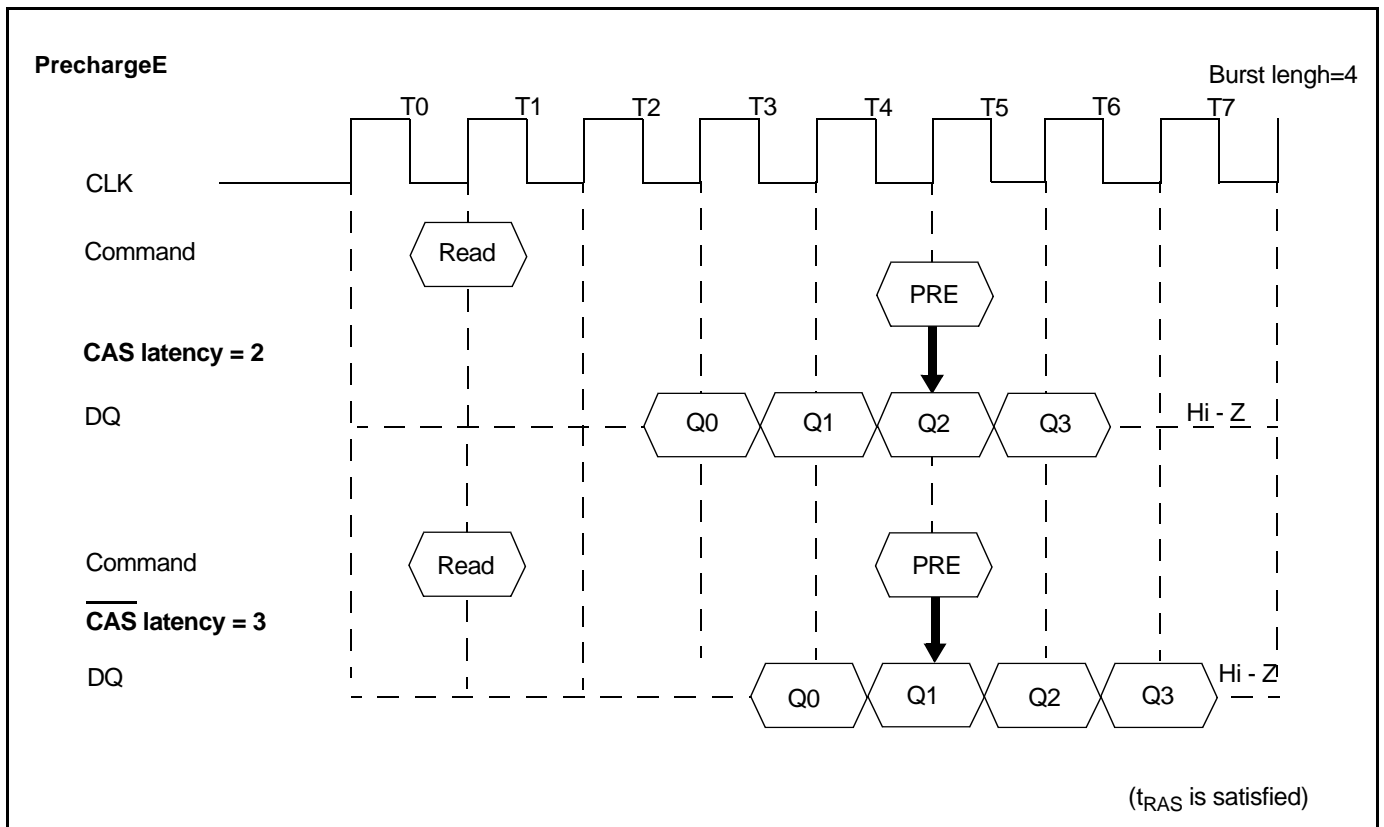 PrechargeE
Burst lengh=4
T0 T1 T2 T3 T4 T5 T6 T7
CLK
Command
Read
PRE
CAS latency = 2
DQ
Q0 Q1 Q2 Q3
Hi - Z
Command
Read
PRE
CAS latency = 3
DQ
Q0 Q1 Q2 Q3
Hi - Z
(tRAS is satisfied)